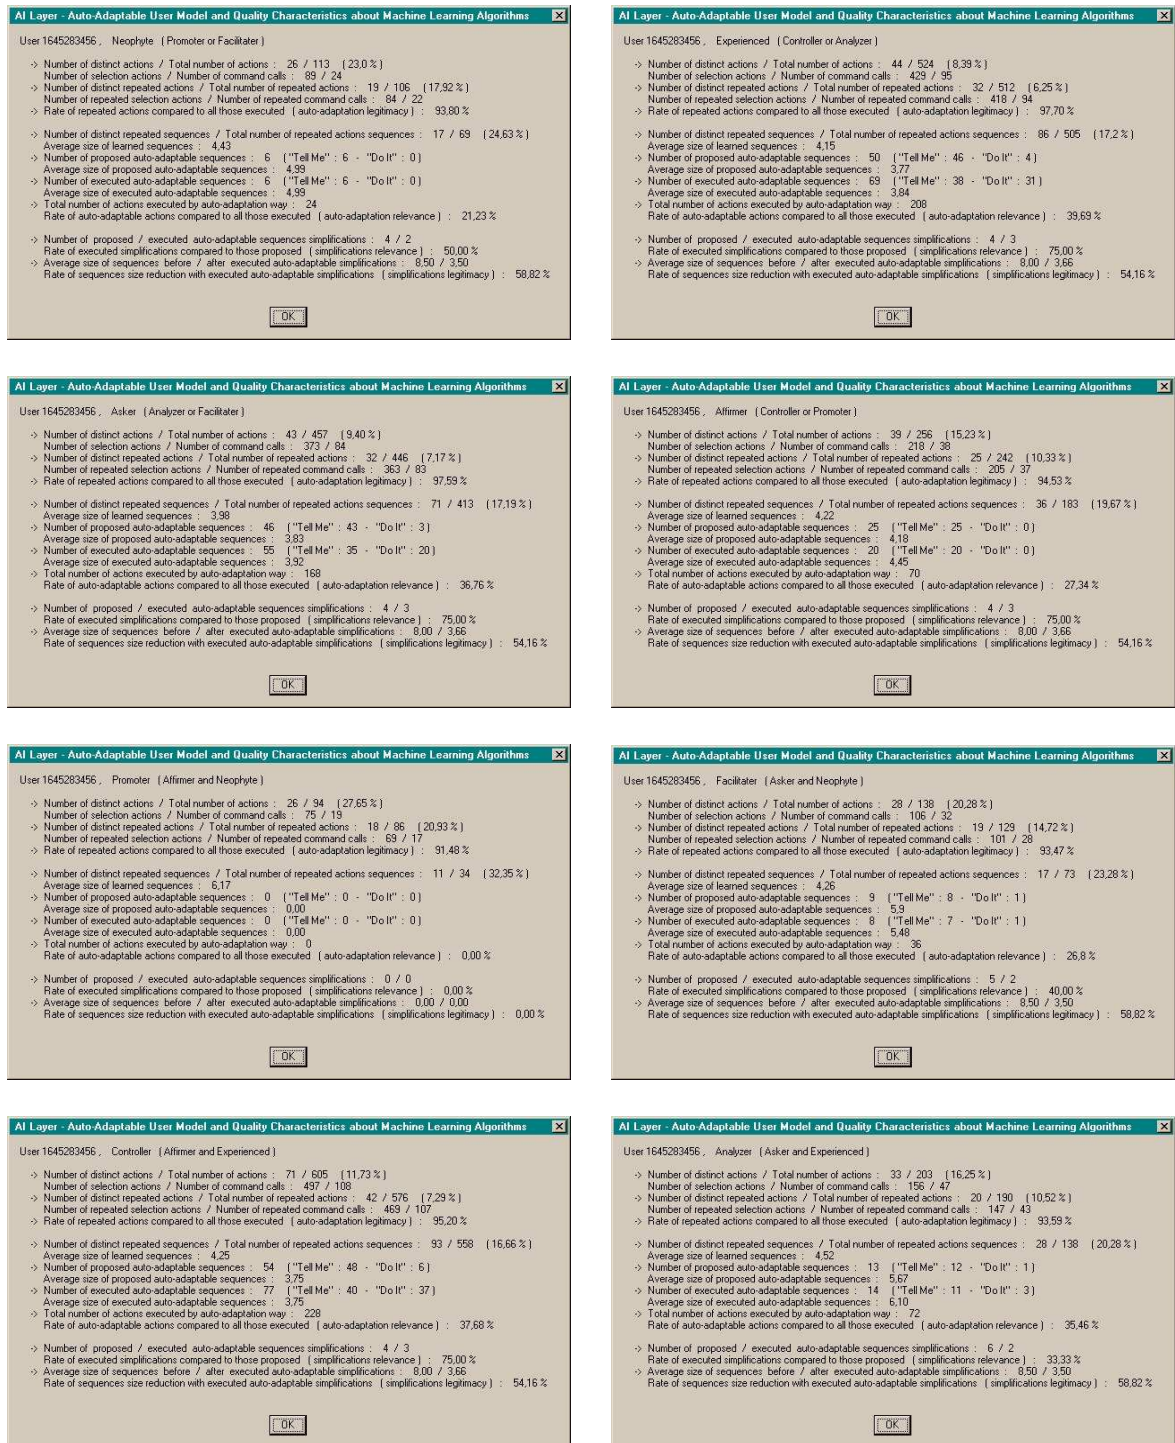 AI Layer - Auto-Adaptable User Model and Quality Characteristics about Machine Learning Algorithms
User 1645283456 ,   Neophyte   ( Promoter or Facilitater )
-> Number of distinct actions / Total number of actions :  26 / 113  ( 23,0 % )
Number of selection actions / Number of command calls :  89 / 24
-> Number of distinct repeated actions / Total number of repeated actions :  19 / 106  ( 17,92 % )
Number of repeated selection actions / Number of repeated command calls :  84 / 22
-> Rate of repeated actions compared to all those executed  ( auto-adaptation legitimacy ) :  93,80 %
-> Number of distinct repeated sequences / Total number of repeated actions sequences :  17 / 69  ( 24,63 % )
Average size of learned sequences :  4,43
-> Number of proposed auto-adaptable sequences :  6  ( "Tell Me" : 6 - "Do It" : 0 )
Average size of proposed auto-adaptable sequences :  4,99
-> Number of executed auto-adaptable sequences :  6  ( "Tell Me" : 6 - "Do It" : 0 )
Average size of executed auto-adaptable sequences :  4,99
-> Total number of actions executed by auto-adaptation way :  24
Rate of auto-adaptable actions compared to all those executed  ( auto-adaptation relevance ) :  21,23 %
-> Number of proposed / executed auto-adaptable sequences simplifications :  4 / 2
Rate of executed simplifications compared to those proposed  ( simplifications relevance ) :  50,00 %
-> Average size of sequences before / after executed auto-adaptable simplifications :  8,50 / 3,50
Rate of sequences size reduction with executed auto-adaptable simplifications  ( simplifications legitimacy ) :  58,82 %
OK
AI Layer - Auto-Adaptable User Model and Quality Characteristics about Machine Learning Algorithms
User 1645283456 ,   Experienced   ( Controller or Analyzer )
-> Number of distinct actions / Total number of actions :  44 / 524  ( 8,39 % )
Number of selection actions / Number of command calls :  429 / 95
-> Number of distinct repeated actions / Total number of repeated actions :  32 / 512  ( 6,25 % )
Number of repeated selection actions / Number of repeated command calls :  418 / 94
-> Rate of repeated actions compared to all those executed  ( auto-adaptation legitimacy ) :  97,70 %
-> Number of distinct repeated sequences / Total number of repeated actions sequences :  86 / 505  ( 17,2 % )
Average size of learned sequences :  4,15
-> Number of proposed auto-adaptable sequences :  50  ( "Tell Me" : 46 - "Do It" : 4 )
Average size of proposed auto-adaptable sequences :  3,77
-> Number of executed auto-adaptable sequences :  69  ( "Tell Me" : 38 - "Do It" : 31 )
Average size of executed auto-adaptable sequences :  3,84
-> Total number of actions executed by auto-adaptation way :  208
Rate of auto-adaptable actions compared to all those executed  ( auto-adaptation relevance ) :  39,69 %
-> Number of proposed / executed auto-adaptable sequences simplifications :  4 / 3
Rate of executed simplifications compared to those proposed  ( simplifications relevance ) :  75,00 %
-> Average size of sequences before / after executed auto-adaptable simplifications :  8,00 / 3,66
Rate of sequences size reduction with executed auto-adaptable simplifications  ( simplifications legitimacy ) :  54,16 %
OK
AI Layer - Auto-Adaptable User Model and Quality Characteristics about Machine Learning Algorithms
User 1645283456 ,   Asker   ( Analyzer or Facilitater )
-> Number of distinct actions / Total number of actions :  43 / 457  ( 9,40 % )
Number of selection actions / Number of command calls :  373 / 84
-> Number of distinct repeated actions / Total number of repeated actions :  32 / 446  ( 7,17 % )
Number of repeated selection actions / Number of repeated command calls :  363 / 83
-> Rate of repeated actions compared to all those executed  ( auto-adaptation legitimacy ) :  97,59 %
-> Number of distinct repeated sequences / Total number of repeated actions sequences :  71 / 413  ( 17,19 % )
Average size of learned sequences :  3,98
-> Number of proposed auto-adaptable sequences :  46  ( "Tell Me" : 43 - "Do It" : 3 )
Average size of proposed auto-adaptable sequences :  3,83
-> Number of executed auto-adaptable sequences :  55  ( "Tell Me" : 35 - "Do It" : 20 )
Average size of executed auto-adaptable sequences :  3,92
-> Total number of actions executed by auto-adaptation way :  168
Rate of auto-adaptable actions compared to all those executed  ( auto-adaptation relevance ) :  36,76 %
-> Number of proposed / executed auto-adaptable sequences simplifications :  4 / 3
Rate of executed simplifications compared to those proposed  ( simplifications relevance ) :  75,00 %
-> Average size of sequences before / after executed auto-adaptable simplifications :  8,00 / 3,66
Rate of sequences size reduction with executed auto-adaptable simplifications  ( simplifications legitimacy ) :  54,16 %
OK
AI Layer - Auto-Adaptable User Model and Quality Characteristics about Machine Learning Algorithms
User 1645283456 ,   Affirmer   ( Controller or Promoter )
-> Number of distinct actions / Total number of actions :  39 / 256  ( 15,23 % )
Number of selection actions / Number of command calls :  218 / 38
-> Number of distinct repeated actions / Total number of repeated actions :  25 / 242  ( 10,33 % )
Number of repeated selection actions / Number of repeated command calls :  205 / 37
-> Rate of repeated actions compared to all those executed  ( auto-adaptation legitimacy ) :  94,53 %
-> Number of distinct repeated sequences / Total number of repeated actions sequences :  36 / 183  ( 19,67 % )
Average size of learned sequences :  4,22
-> Number of proposed auto-adaptable sequences :  25  ( "Tell Me" : 25 - "Do It" : 0 )
Average size of proposed auto-adaptable sequences :  4,18
-> Number of executed auto-adaptable sequences :  20  ( "Tell Me" : 20 - "Do It" : 0 )
Average size of executed auto-adaptable sequences :  4,45
-> Total number of actions executed by auto-adaptation way :  70
Rate of auto-adaptable actions compared to all those executed  ( auto-adaptation relevance ) :  27,34 %
-> Number of proposed / executed auto-adaptable sequences simplifications :  4 / 3
Rate of executed simplifications compared to those proposed  ( simplifications relevance ) :  75,00 %
-> Average size of sequences before / after executed auto-adaptable simplifications :  8,00 / 3,66
Rate of sequences size reduction with executed auto-adaptable simplifications  ( simplifications legitimacy ) :  54,16 %
OK
AI Layer - Auto-Adaptable User Model and Quality Characteristics about Machine Learning Algorithms
User 1645283456 ,   Promoter   ( Affirmer and Neophyte )
-> Number of distinct actions / Total number of actions :  26 / 94  ( 27,65 % )
Number of selection actions / Number of command calls :  75 / 19
-> Number of distinct repeated actions / Total number of repeated actions :  18 / 86  ( 20,93 % )
Number of repeated selection actions / Number of repeated command calls :  69 / 17
-> Rate of repeated actions compared to all those executed  ( auto-adaptation legitimacy ) :  91,48 %
-> Number of distinct repeated sequences / Total number of repeated actions sequences :  11 / 34  ( 32,35 % )
Average size of learned sequences :  6,17
-> Number of proposed auto-adaptable sequences :  0  ( "Tell Me" : 0 - "Do It" : 0 )
Average size of proposed auto-adaptable sequences :  0,00
-> Number of executed auto-adaptable sequences :  0  ( "Tell Me" : 0 - "Do It" : 0 )
Average size of executed auto-adaptable sequences :  0,00
-> Total number of actions executed by auto-adaptation way :  0
Rate of auto-adaptable actions compared to all those executed  ( auto-adaptation relevance ) :  0,00 %
-> Number of proposed / executed auto-adaptable sequences simplifications :  0 / 0
Rate of executed simplifications compared to those proposed  ( simplifications relevance ) :  0,00 %
-> Average size of sequences before / after executed auto-adaptable simplifications :  0,00 / 0,00
Rate of sequences size reduction with executed auto-adaptable simplifications  ( simplifications legitimacy ) :  0,00 %
OK
AI Layer - Auto-Adaptable User Model and Quality Characteristics about Machine Learning Algorithms
User 1645283456 ,   Facilitater   ( Asker and Neophyte )
-> Number of distinct actions / Total number of actions :  28 / 138  ( 20,28 % )
Number of selection actions / Number of command calls :  106 / 32
-> Number of distinct repeated actions / Total number of repeated actions :  19 / 129  ( 14,72 % )
Number of repeated selection actions / Number of repeated command calls :  101 / 28
-> Rate of repeated actions compared to all those executed  ( auto-adaptation legitimacy ) :  93,47 %
-> Number of distinct repeated sequences / Total number of repeated actions sequences :  17 / 73  ( 23,28 % )
Average size of learned sequences :  4,26
-> Number of proposed auto-adaptable sequences :  9  ( "Tell Me" : 8 - "Do It" : 1 )
Average size of proposed auto-adaptable sequences :  5,9
-> Number of executed auto-adaptable sequences :  8  ( "Tell Me" : 7 - "Do It" : 1 )
Average size of executed auto-adaptable sequences :  5,48
-> Total number of actions executed by auto-adaptation way :  36
Rate of auto-adaptable actions compared to all those executed  ( auto-adaptation relevance ) :  26,8 %
-> Number of proposed / executed auto-adaptable sequences simplifications :  5 / 2
Rate of executed simplifications compared to those proposed  ( simplifications relevance ) :  40,00 %
-> Average size of sequences before / after executed auto-adaptable simplifications :  8,50 / 3,50
Rate of sequences size reduction with executed auto-adaptable simplifications  ( simplifications legitimacy ) :  58,82 %
OK
AI Layer - Auto-Adaptable User Model and Quality Characteristics about Machine Learning Algorithms
User 1645283456 ,   Controller   ( Affirmer and Experienced )
-> Number of distinct actions / Total number of actions :  71 / 605  ( 11,73 % )
Number of selection actions / Number of command calls :  497 / 108
-> Number of distinct repeated actions / Total number of repeated actions :  42 / 576  ( 7,29 % )
Number of repeated selection actions / Number of repeated command calls :  469 / 107
-> Rate of repeated actions compared to all those executed  ( auto-adaptation legitimacy ) :  95,20 %
-> Number of distinct repeated sequences / Total number of repeated actions sequences :  93 / 558  ( 16,66 % )
Average size of learned sequences :  4,25
-> Number of proposed auto-adaptable sequences :  54  ( "Tell Me" : 48 - "Do It" : 6 )
Average size of proposed auto-adaptable sequences :  3,75
-> Number of executed auto-adaptable sequences :  77  ( "Tell Me" : 40 - "Do It" : 37 )
Average size of executed auto-adaptable sequences :  3,75
-> Total number of actions executed by auto-adaptation way :  228
Rate of auto-adaptable actions compared to all those executed  ( auto-adaptation relevance ) :  37,68 %
-> Number of proposed / executed auto-adaptable sequences simplifications :  4 / 3
Rate of executed simplifications compared to those proposed  ( simplifications relevance ) :  75,00 %
-> Average size of sequences before / after executed auto-adaptable simplifications :  8,00 / 3,66
Rate of sequences size reduction with executed auto-adaptable simplifications  ( simplifications legitimacy ) :  54,16 %
OK
AI Layer - Auto-Adaptable User Model and Quality Characteristics about Machine Learning Algorithms
User 1645283456 ,   Analyzer   ( Asker and Experienced )
-> Number of distinct actions / Total number of actions :  33 / 203  ( 16,25 % )
Number of selection actions / Number of command calls :  156 / 47
-> Number of distinct repeated actions / Total number of repeated actions :  20 / 190  ( 10,52 % )
Number of repeated selection actions / Number of repeated command calls :  147 / 43
-> Rate of repeated actions compared to all those executed  ( auto-adaptation legitimacy ) :  93,59 %
-> Number of distinct repeated sequences / Total number of repeated actions sequences :  28 / 138  ( 20,28 % )
Average size of learned sequences :  4,52
-> Number of proposed auto-adaptable sequences :  13  ( "Tell Me" : 12 - "Do It" : 1 )
Average size of proposed auto-adaptable sequences :  5,67
-> Number of executed auto-adaptable sequences :  14  ( "Tell Me" : 11 - "Do It" : 3 )
Average size of executed auto-adaptable sequences :  6,10
-> Total number of actions executed by auto-adaptation way :  72
Rate of auto-adaptable actions compared to all those executed  ( auto-adaptation relevance ) :  35,46 %
-> Number of proposed / executed auto-adaptable sequences simplifications :  6 / 2
Rate of executed simplifications compared to those proposed  ( simplifications relevance ) :  33,33 %
-> Average size of sequences before / after executed auto-adaptable simplifications :  8,50 / 3,50
Rate of sequences size reduction with executed auto-adaptable simplifications  ( simplifications legitimacy ) :  58,82 %
OK